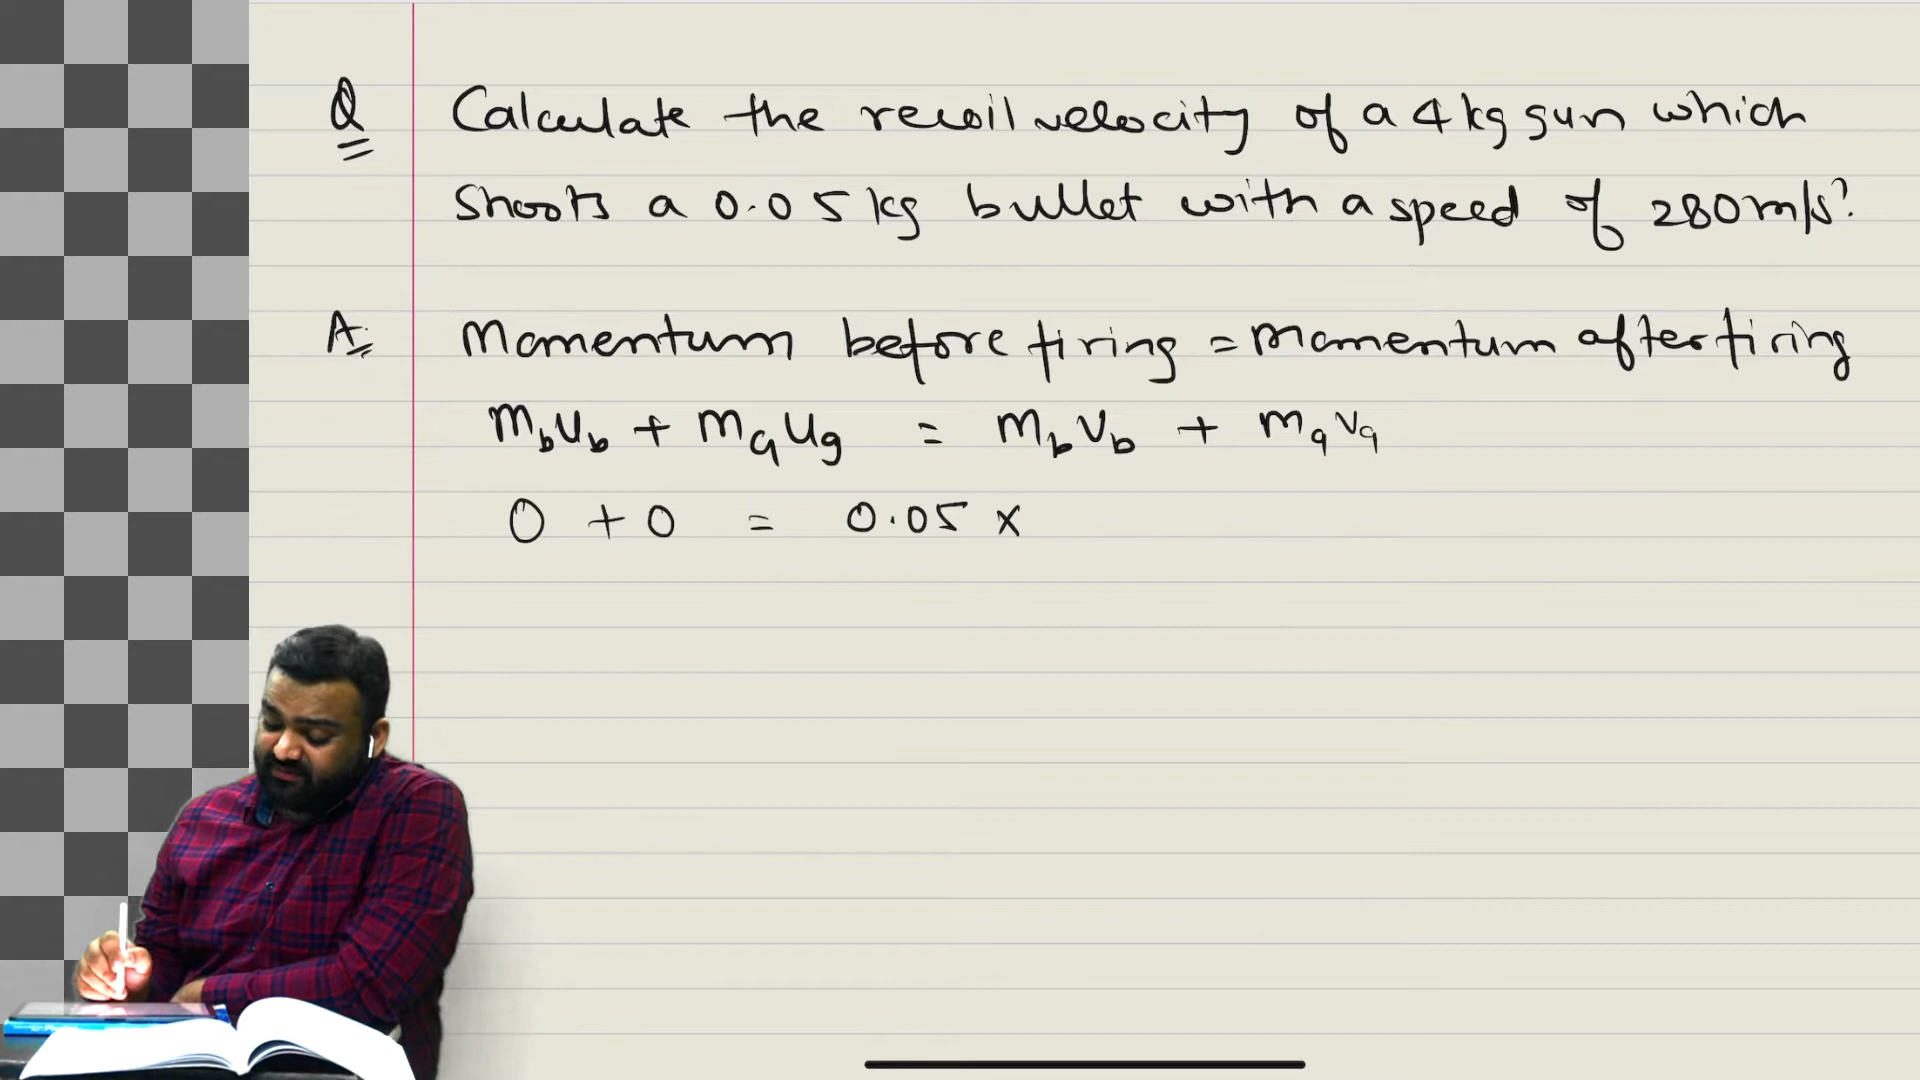 Q Calculate the recoil velocity of a 4 kg gun which
shoots a 0.05 kg bullet with a speed of 280 m/s?
A. Momentum before firing = Momentum after firing
m_b u_b + m_g u_g = m_b v_b + m_g v_g
0 + 0 = 0.05 ×